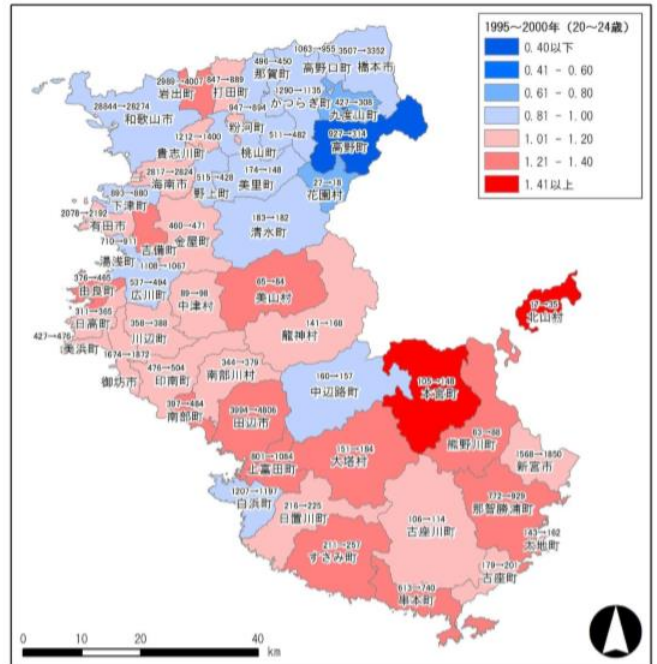 1995～2000年 (20～24歳)
0.40以下
0.41 - 0.60
0.61 - 0.80
0.81 - 1.00
1.01 - 1.20
1.21 - 1.40
1.41以上
1063→955
3507→3352
496→450
高野口町
橋本市
那賀町
2989→4007
847→889
岩出町
打田町
1290→1135
かつらぎ町
427→308
九度山町
28844→26274
和歌山市
947→894
粉河町
927→314
高野町
1212→1400
貴志川町
511→482
桃山町
2817→2824
海南市
515→428
野上町
174→148
美里町
27→18
花園村
893→880
下津町
2078→2192
有田市
460→471
金屋町
183→182
清水町
710→911
吉備町
湯浅町
1108→1067
376→465
由良町
537→494
広川町
89→98
中津村
美山村
17→35
北山村
311→365
日高町
141→168
龍神村
427→476
美浜町
358→388
川辺町
1674→1872
御坊市
476→504
印南町
344→379
南部川村
160→157
中辺路町
105→148
本宮町
397→484
南部町
3994→4806
田辺市
63→88
熊野川町
801→1084
上富田町
151→184
大塔村
1568→1850
新宮市
1207→1197
白浜町
772→929
那智勝浦町
216→225
日置川町
106→114
古座川町
143→162
太地町
211→257
すさみ町
179→201
古座町
613→740
串本町
0 20 40
10 30 km